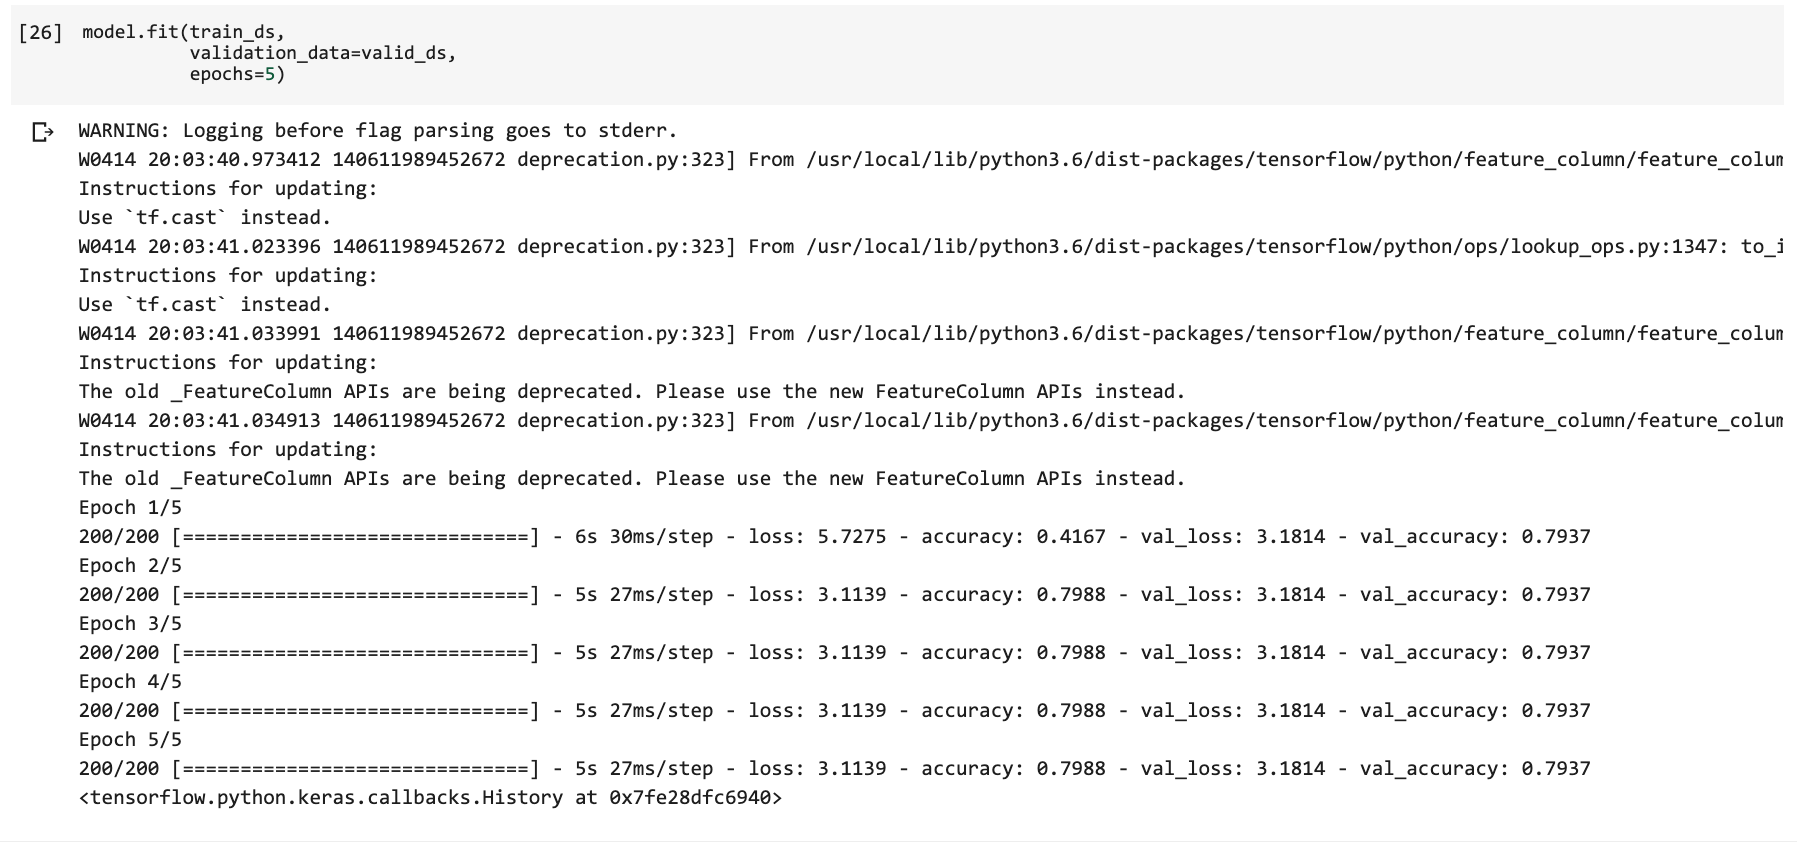 [26] model.fit(train_ds,
validation_data=valid_ds,
epochs=5)
WARNING: Logging before flag parsing goes to stderr.
W0414 20:03:40.973412 140611989452672 deprecation.py:323] From /usr/local/lib/python3.6/dist-packages/tensorflow/python/feature_column/feature_colum
Instructions for updating:
Use `tf.cast` instead.
W0414 20:03:41.023396 140611989452672 deprecation.py:323] From /usr/local/lib/python3.6/dist-packages/tensorflow/python/ops/lookup_ops.py:1347: to_i
Instructions for updating:
Use `tf.cast` instead.
W0414 20:03:41.033991 140611989452672 deprecation.py:323] From /usr/local/lib/python3.6/dist-packages/tensorflow/python/feature_column/feature_colum
Instructions for updating:
The old _FeatureColumn APIs are being deprecated. Please use the new FeatureColumn APIs instead.
W0414 20:03:41.034913 140611989452672 deprecation.py:323] From /usr/local/lib/python3.6/dist-packages/tensorflow/python/feature_column/feature_colum
Instructions for updating:
The old _FeatureColumn APIs are being deprecated. Please use the new FeatureColumn APIs instead.
Epoch 1/5
200/200 [==============================] - 6s 30ms/step - loss: 5.7275 - accuracy: 0.4167 - val_loss: 3.1814 - val_accuracy: 0.7937
Epoch 2/5
200/200 [==============================] - 5s 27ms/step - loss: 3.1139 - accuracy: 0.7988 - val_loss: 3.1814 - val_accuracy: 0.7937
Epoch 3/5
200/200 [==============================] - 5s 27ms/step - loss: 3.1139 - accuracy: 0.7988 - val_loss: 3.1814 - val_accuracy: 0.7937
Epoch 4/5
200/200 [==============================] - 5s 27ms/step - loss: 3.1139 - accuracy: 0.7988 - val_loss: 3.1814 - val_accuracy: 0.7937
Epoch 5/5
200/200 [==============================] - 5s 27ms/step - loss: 3.1139 - accuracy: 0.7988 - val_loss: 3.1814 - val_accuracy: 0.7937
<tensorflow.python.keras.callbacks.History at 0x7fe28dfc6940>